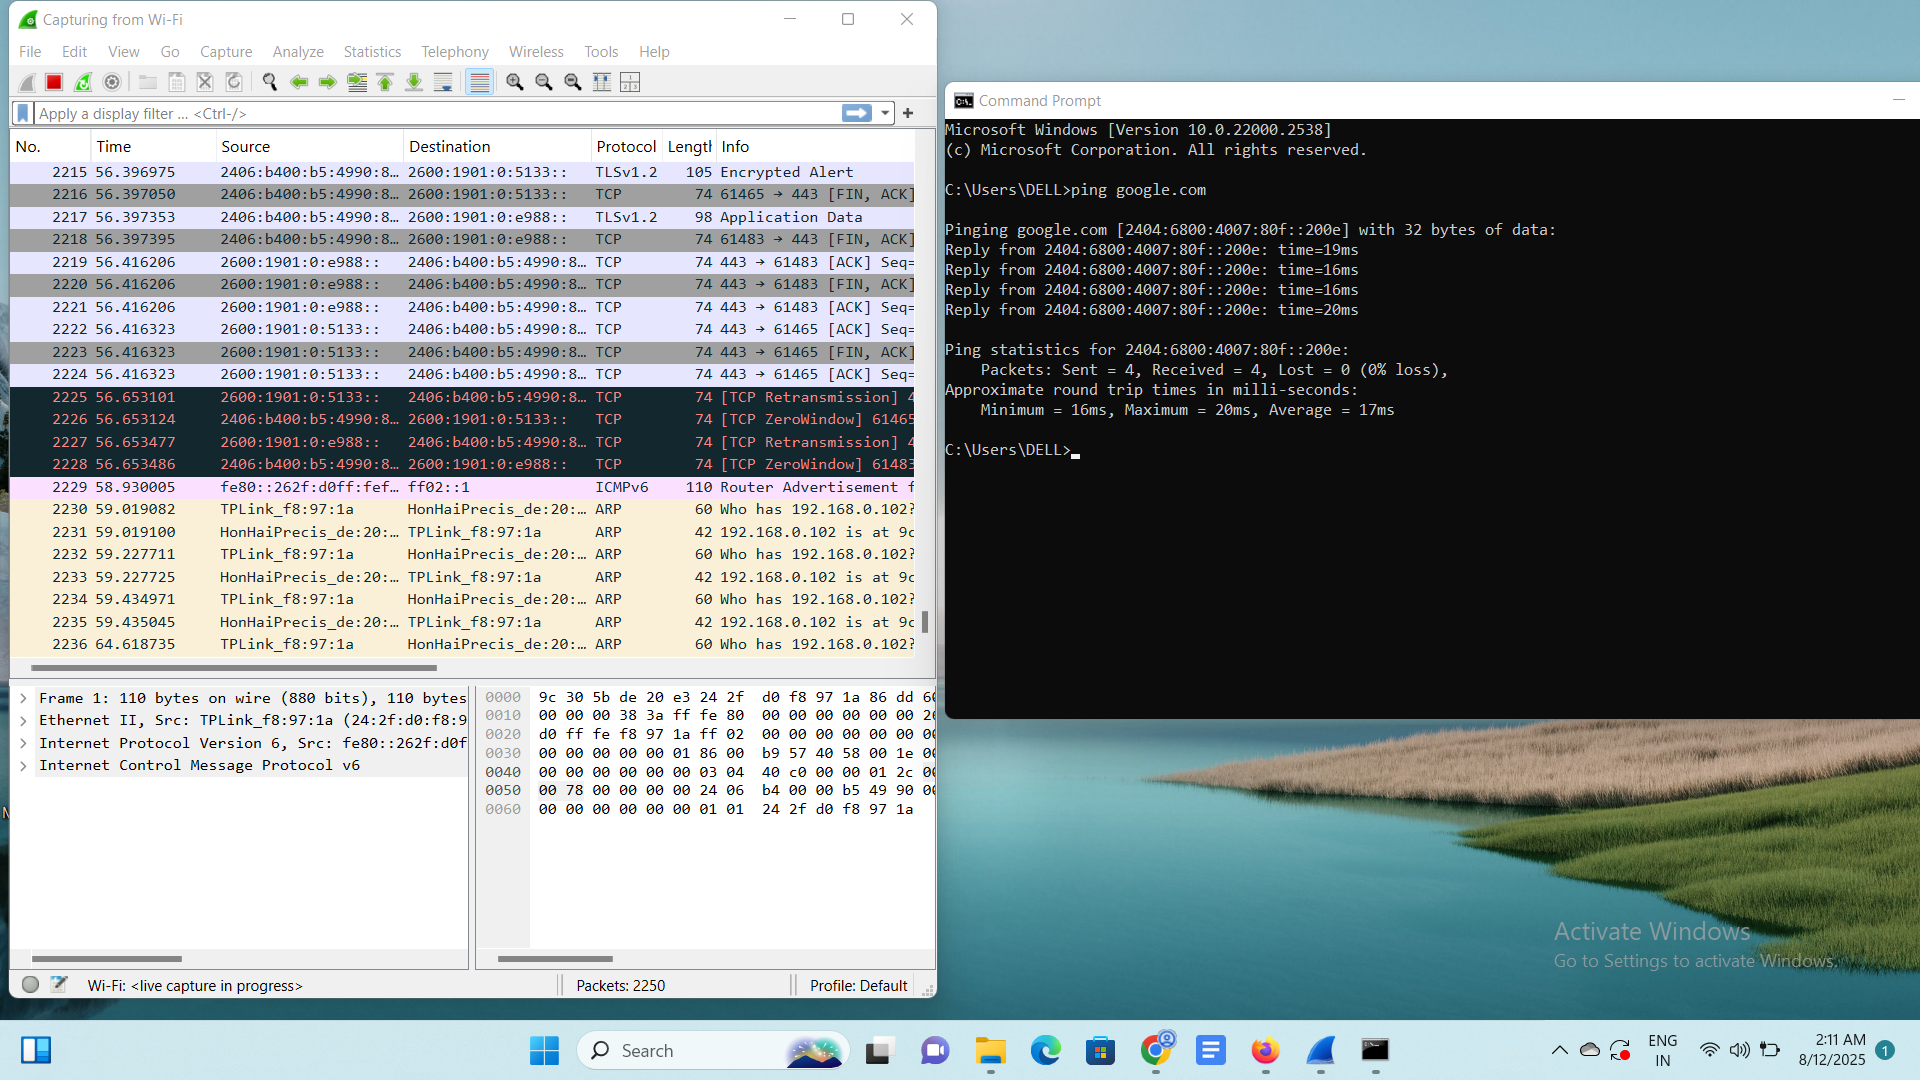 Capturing from Wi-Fi
File Edit View Go Capture Analyze Statistics Telephony Wireless Tools Help
Apply a display filter … <Ctrl-/>
No. Time Source Destination Protocol Length Info
2215 56.396975 2406:b400:b5:4990:8… 2600:1901:0:5133:: TLSv1.2 105 Encrypted Alert
2216 56.397050 2406:b400:b5:4990:8… 2600:1901:0:5133:: TCP 74 61465 → 443 [FIN, ACK]
2217 56.397353 2406:b400:b5:4990:8… 2600:1901:0:e988:: TLSv1.2 98 Application Data
2218 56.397395 2406:b400:b5:4990:8… 2600:1901:0:e988:: TCP 74 61483 → 443 [FIN, ACK]
2219 56.416206 2600:1901:0:e988:: 2406:b400:b5:4990:8… TCP 74 443 → 61483 [ACK] Seq=
2220 56.416206 2600:1901:0:e988:: 2406:b400:b5:4990:8… TCP 74 443 → 61483 [FIN, ACK]
2221 56.416206 2600:1901:0:e988:: 2406:b400:b5:4990:8… TCP 74 443 → 61483 [ACK] Seq=
2222 56.416323 2600:1901:0:5133:: 2406:b400:b5:4990:8… TCP 74 443 → 61465 [ACK] Seq=
2223 56.416323 2600:1901:0:5133:: 2406:b400:b5:4990:8… TCP 74 443 → 61465 [FIN, ACK]
2224 56.416323 2600:1901:0:5133:: 2406:b400:b5:4990:8… TCP 74 443 → 61465 [ACK] Seq=
2225 56.653101 2600:1901:0:5133:: 2406:b400:b5:4990:8… TCP 74 [TCP Retransmission] 4
2226 56.653124 2406:b400:b5:4990:8… 2600:1901:0:5133:: TCP 74 [TCP ZeroWindow] 61465
2227 56.653477 2600:1901:0:e988:: 2406:b400:b5:4990:8… TCP 74 [TCP Retransmission] 4
2228 56.653486 2406:b400:b5:4990:8… 2600:1901:0:e988:: TCP 74 [TCP ZeroWindow] 61483
2229 58.930005 fe80::262f:d0ff:fef… ff02::1 ICMPv6 110 Router Advertisement f
2230 59.019082 TPLink_f8:97:1a HonHaiPrecis_de:20:… ARP 60 Who has 192.168.0.102?
2231 59.019100 HonHaiPrecis_de:20:… TPLink_f8:97:1a ARP 42 192.168.0.102 is at 9c
2232 59.227711 TPLink_f8:97:1a HonHaiPrecis_de:20:… ARP 60 Who has 192.168.0.102?
2233 59.227725 HonHaiPrecis_de:20:… TPLink_f8:97:1a ARP 42 192.168.0.102 is at 9c
2234 59.434971 TPLink_f8:97:1a HonHaiPrecis_de:20:… ARP 60 Who has 192.168.0.102?
2235 59.435045 HonHaiPrecis_de:20:… TPLink_f8:97:1a ARP 42 192.168.0.102 is at 9c
2236 64.618735 TPLink_f8:97:1a HonHaiPrecis_de:20:… ARP 60 Who has 192.168.0.102?
Frame 1: 110 bytes on wire (880 bits), 110 bytes
Ethernet II, Src: TPLink_f8:97:1a (24:2f:d0:f8:9
Internet Protocol Version 6, Src: fe80::262f:d0f
Internet Control Message Protocol v6
0000 9c 30 5b de 20 e3 24 2f d0 f8 97 1a 86 dd 60
0010 00 00 00 38 3a ff fe 80 00 00 00 00 00 00 26
0020 d0 ff fe f8 97 1a ff 02 00 00 00 00 00 00 00
0030 00 00 00 00 00 01 86 00 b9 57 40 58 00 1e 00
0040 00 00 00 00 00 00 03 04 40 c0 00 00 01 2c 00
0050 00 78 00 00 00 00 24 06 b4 00 00 b5 49 90 00
0060 00 00 00 00 00 00 01 01 24 2f d0 f8 97 1a
Wi-Fi: <live capture in progress> Packets: 2250 Profile: Default
Command Prompt
Microsoft Windows [Version 10.0.22000.2538]
(c) Microsoft Corporation. All rights reserved.
C:\Users\DELL>ping google.com
Pinging google.com [2404:6800:4007:80f::200e] with 32 bytes of data:
Reply from 2404:6800:4007:80f::200e: time=19ms
Reply from 2404:6800:4007:80f::200e: time=16ms
Reply from 2404:6800:4007:80f::200e: time=16ms
Reply from 2404:6800:4007:80f::200e: time=20ms
Ping statistics for 2404:6800:4007:80f::200e:
Packets: Sent = 4, Received = 4, Lost = 0 (0% loss),
Approximate round trip times in milli-seconds:
Minimum = 16ms, Maximum = 20ms, Average = 17ms
C:\Users\DELL>
Activate Windows
Go to Settings to activate Windows.
Search
ENG
IN
2:11 AM
8/12/2025
1